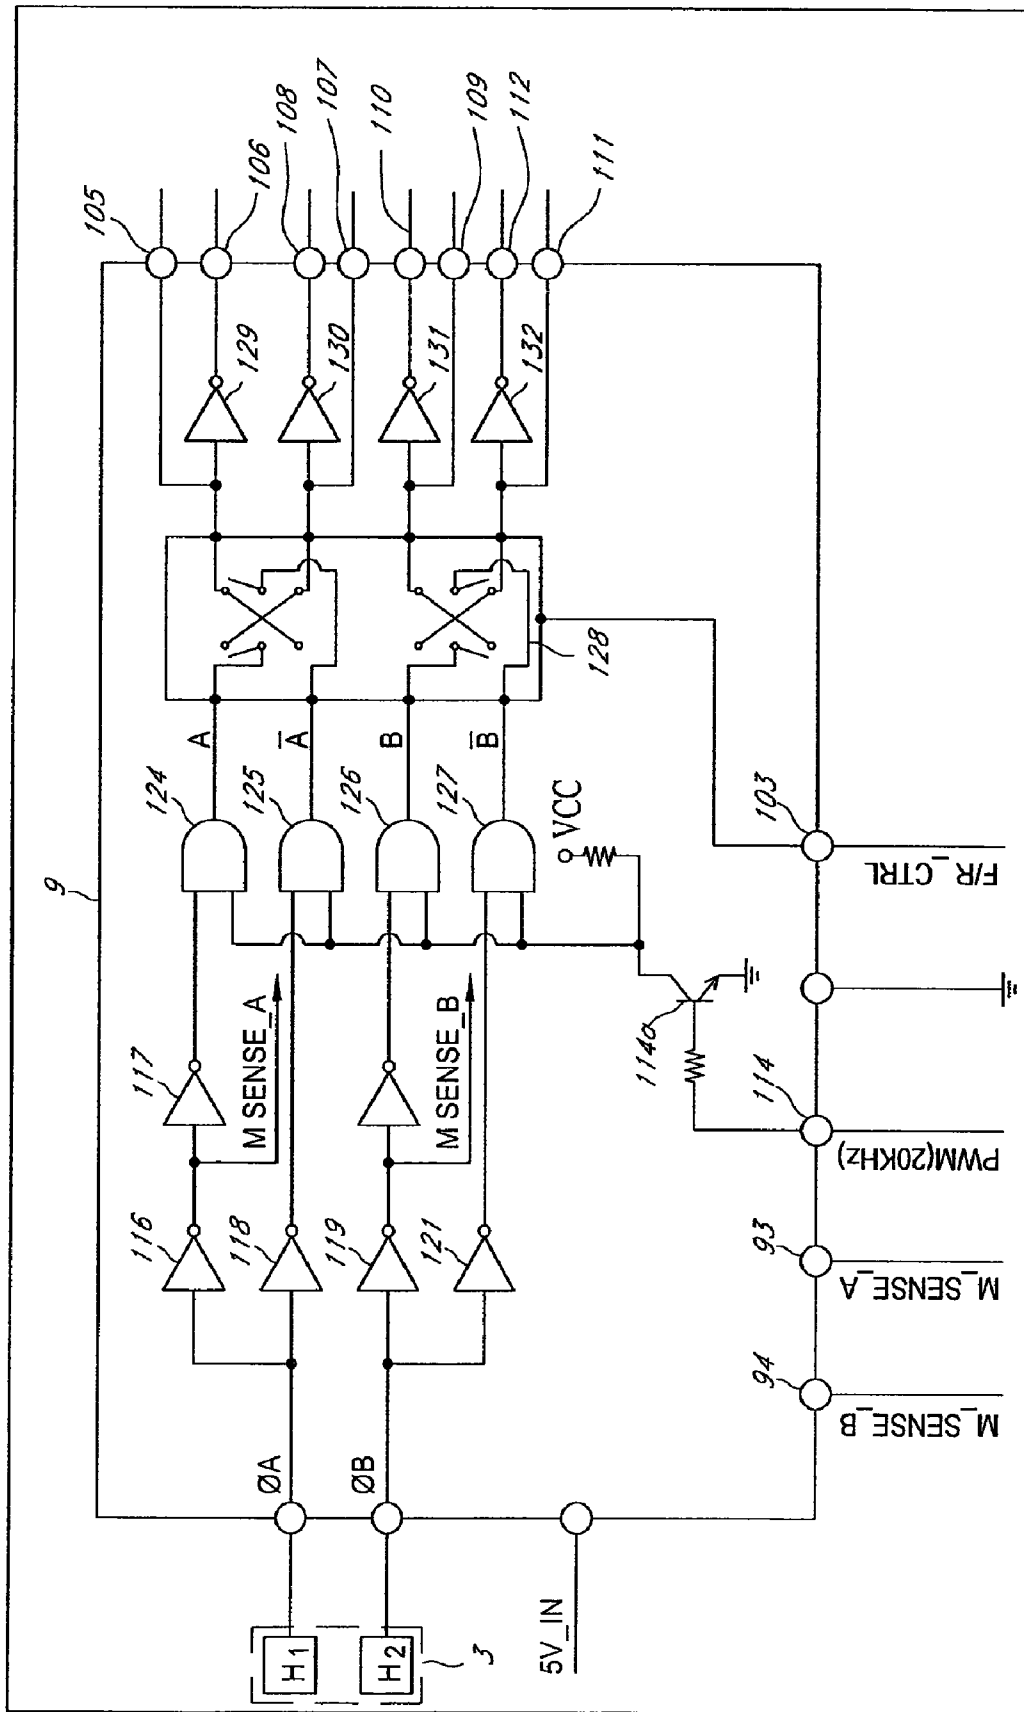 9
105
106
108
107
110
109
112
111
129
130
131
132
128
A
A̅
B
B̅
124
125
126
127
VCC
117
M SENSE_A
M SENSE_B
114a
116
118
119
121
ØA
ØB
H1
H2
3
5V_IN
94
M_SENSE_B
93
M_SENSE_A
114
PWM(20KHz)
103
F/R_CTRL